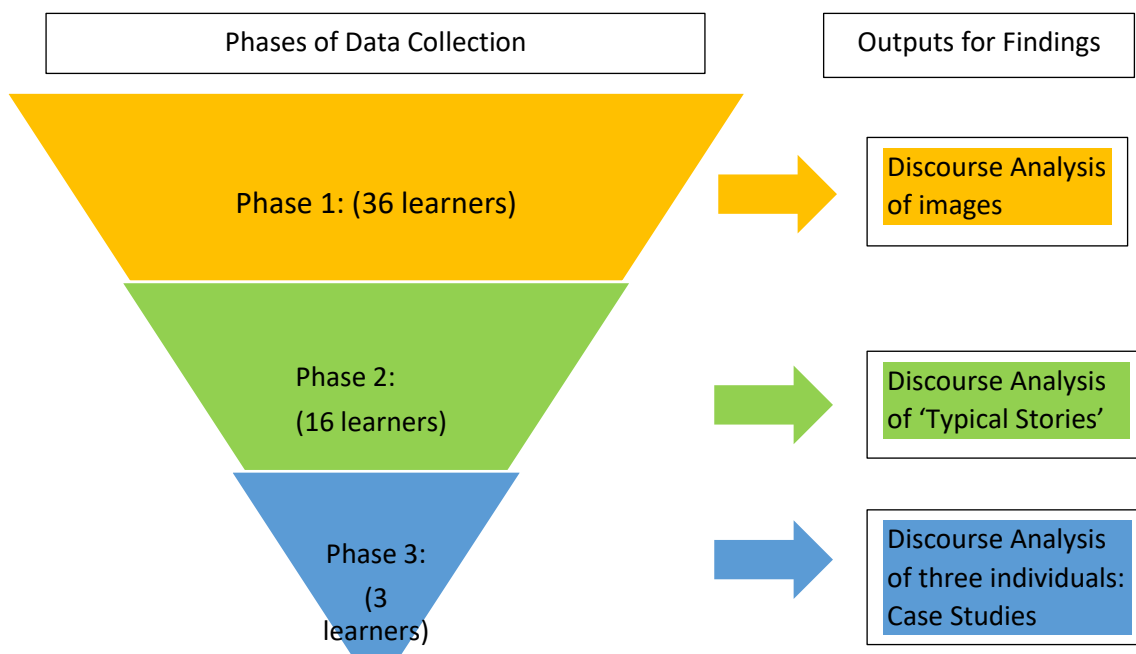 Phases of Data Collection
Outputs for Findings
Phase 1: (36 learners)
Discourse Analysis
of images
Phase 2:
(16 learners)
Discourse Analysis
of ‘Typical Stories’
Phase 3:
(3
learners)
Discourse Analysis
of three individuals:
Case Studies